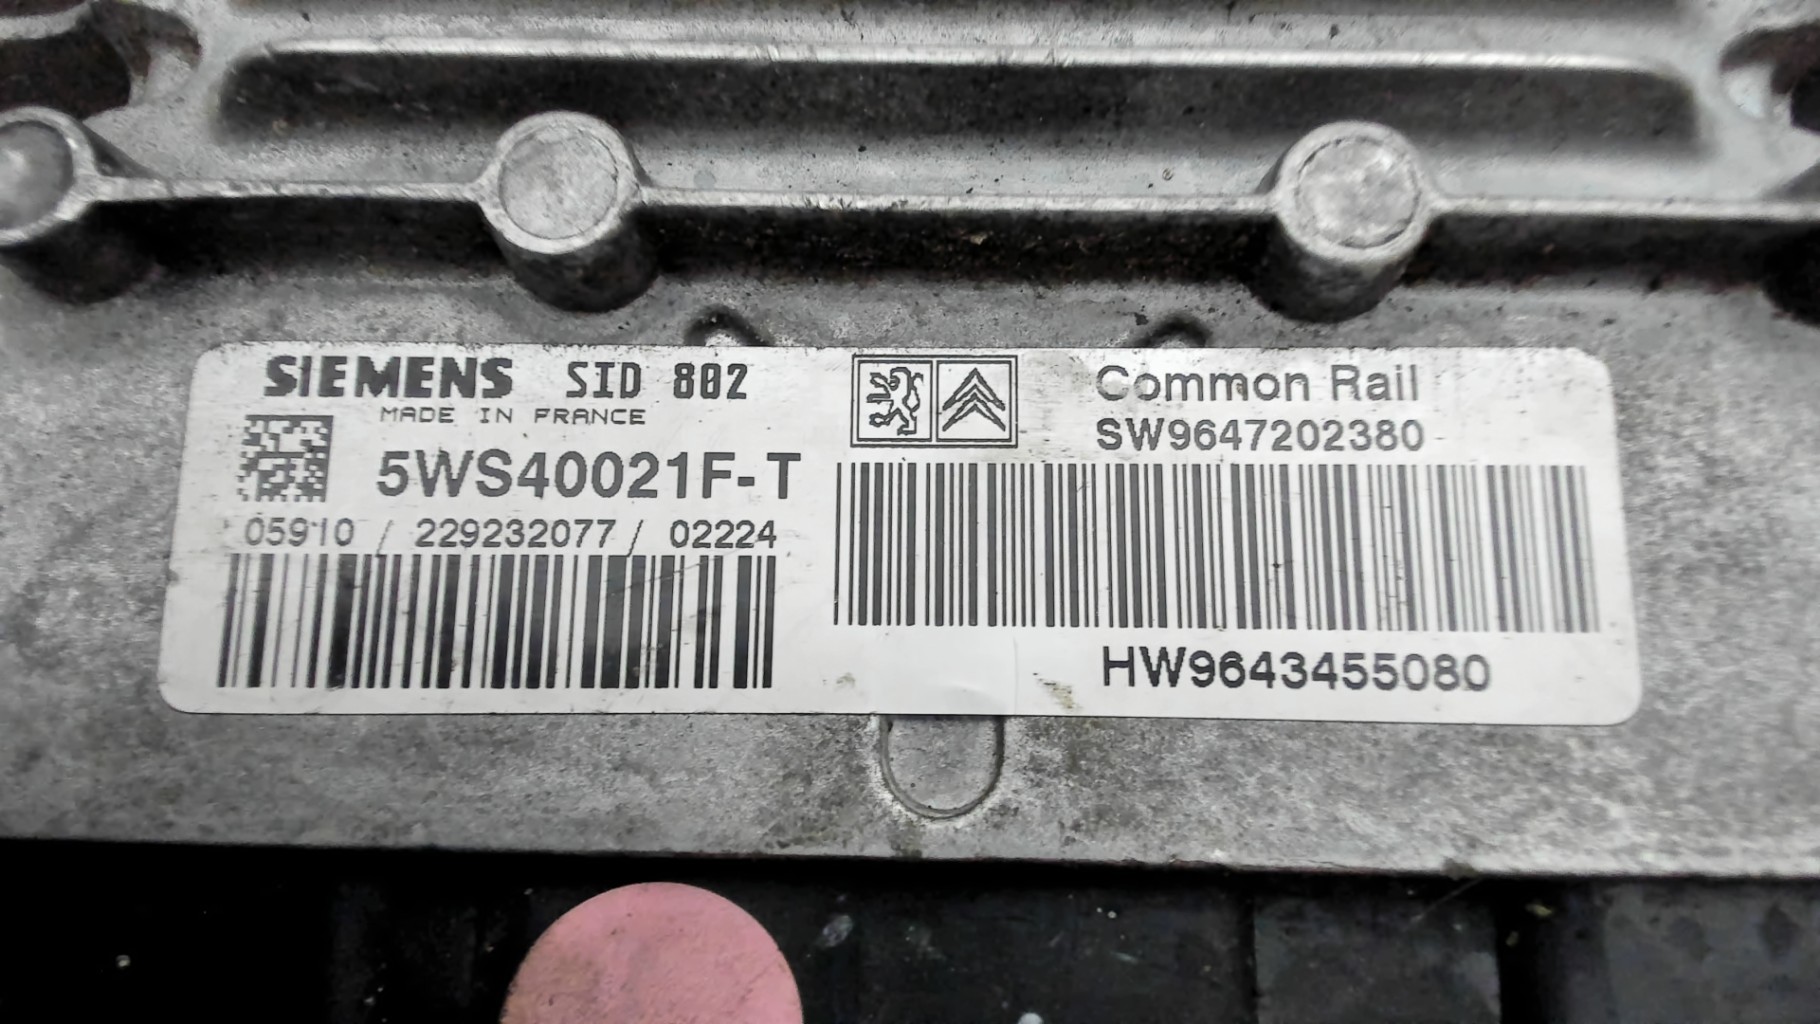 SIEMENS SID 802
MADE IN FRANCE
5WS40021F-T
05910 / 229232077 / 02224
Common Rail
SW9647202380
HW9643455080